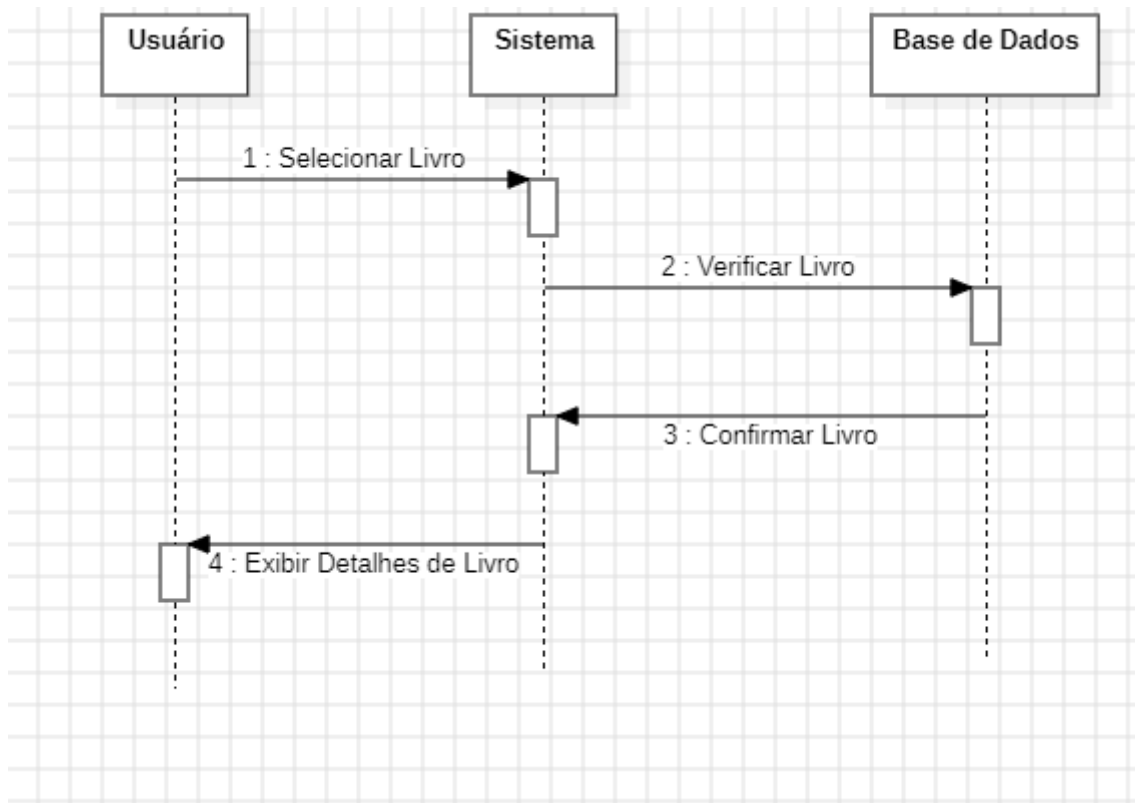 Usuário
Sistema
Base de Dados
1 : Selecionar Livro
2 : Verificar Livro
3 : Confirmar Livro
4 : Exibir Detalhes de Livro